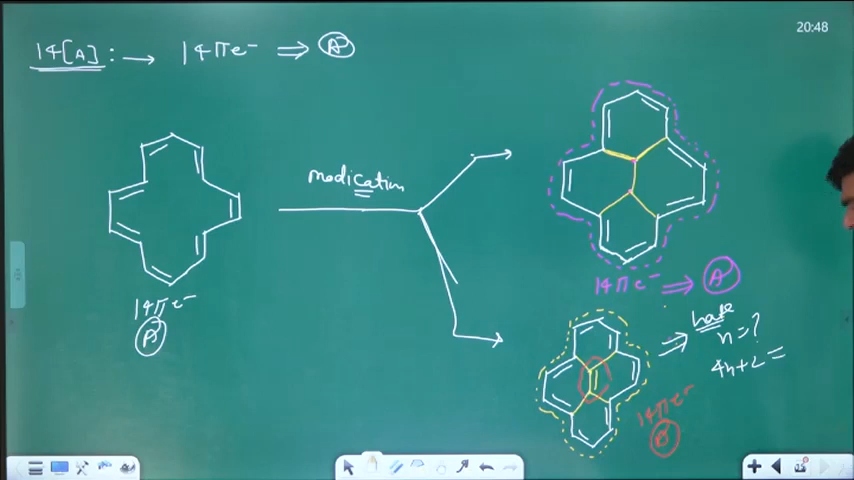 20:48
14[A] : → 14πe⁻ ⇒ A
modication
14πe⁻
14πe⁻ ⇒ A
⇒
n=?
4n+2=
14πe⁻